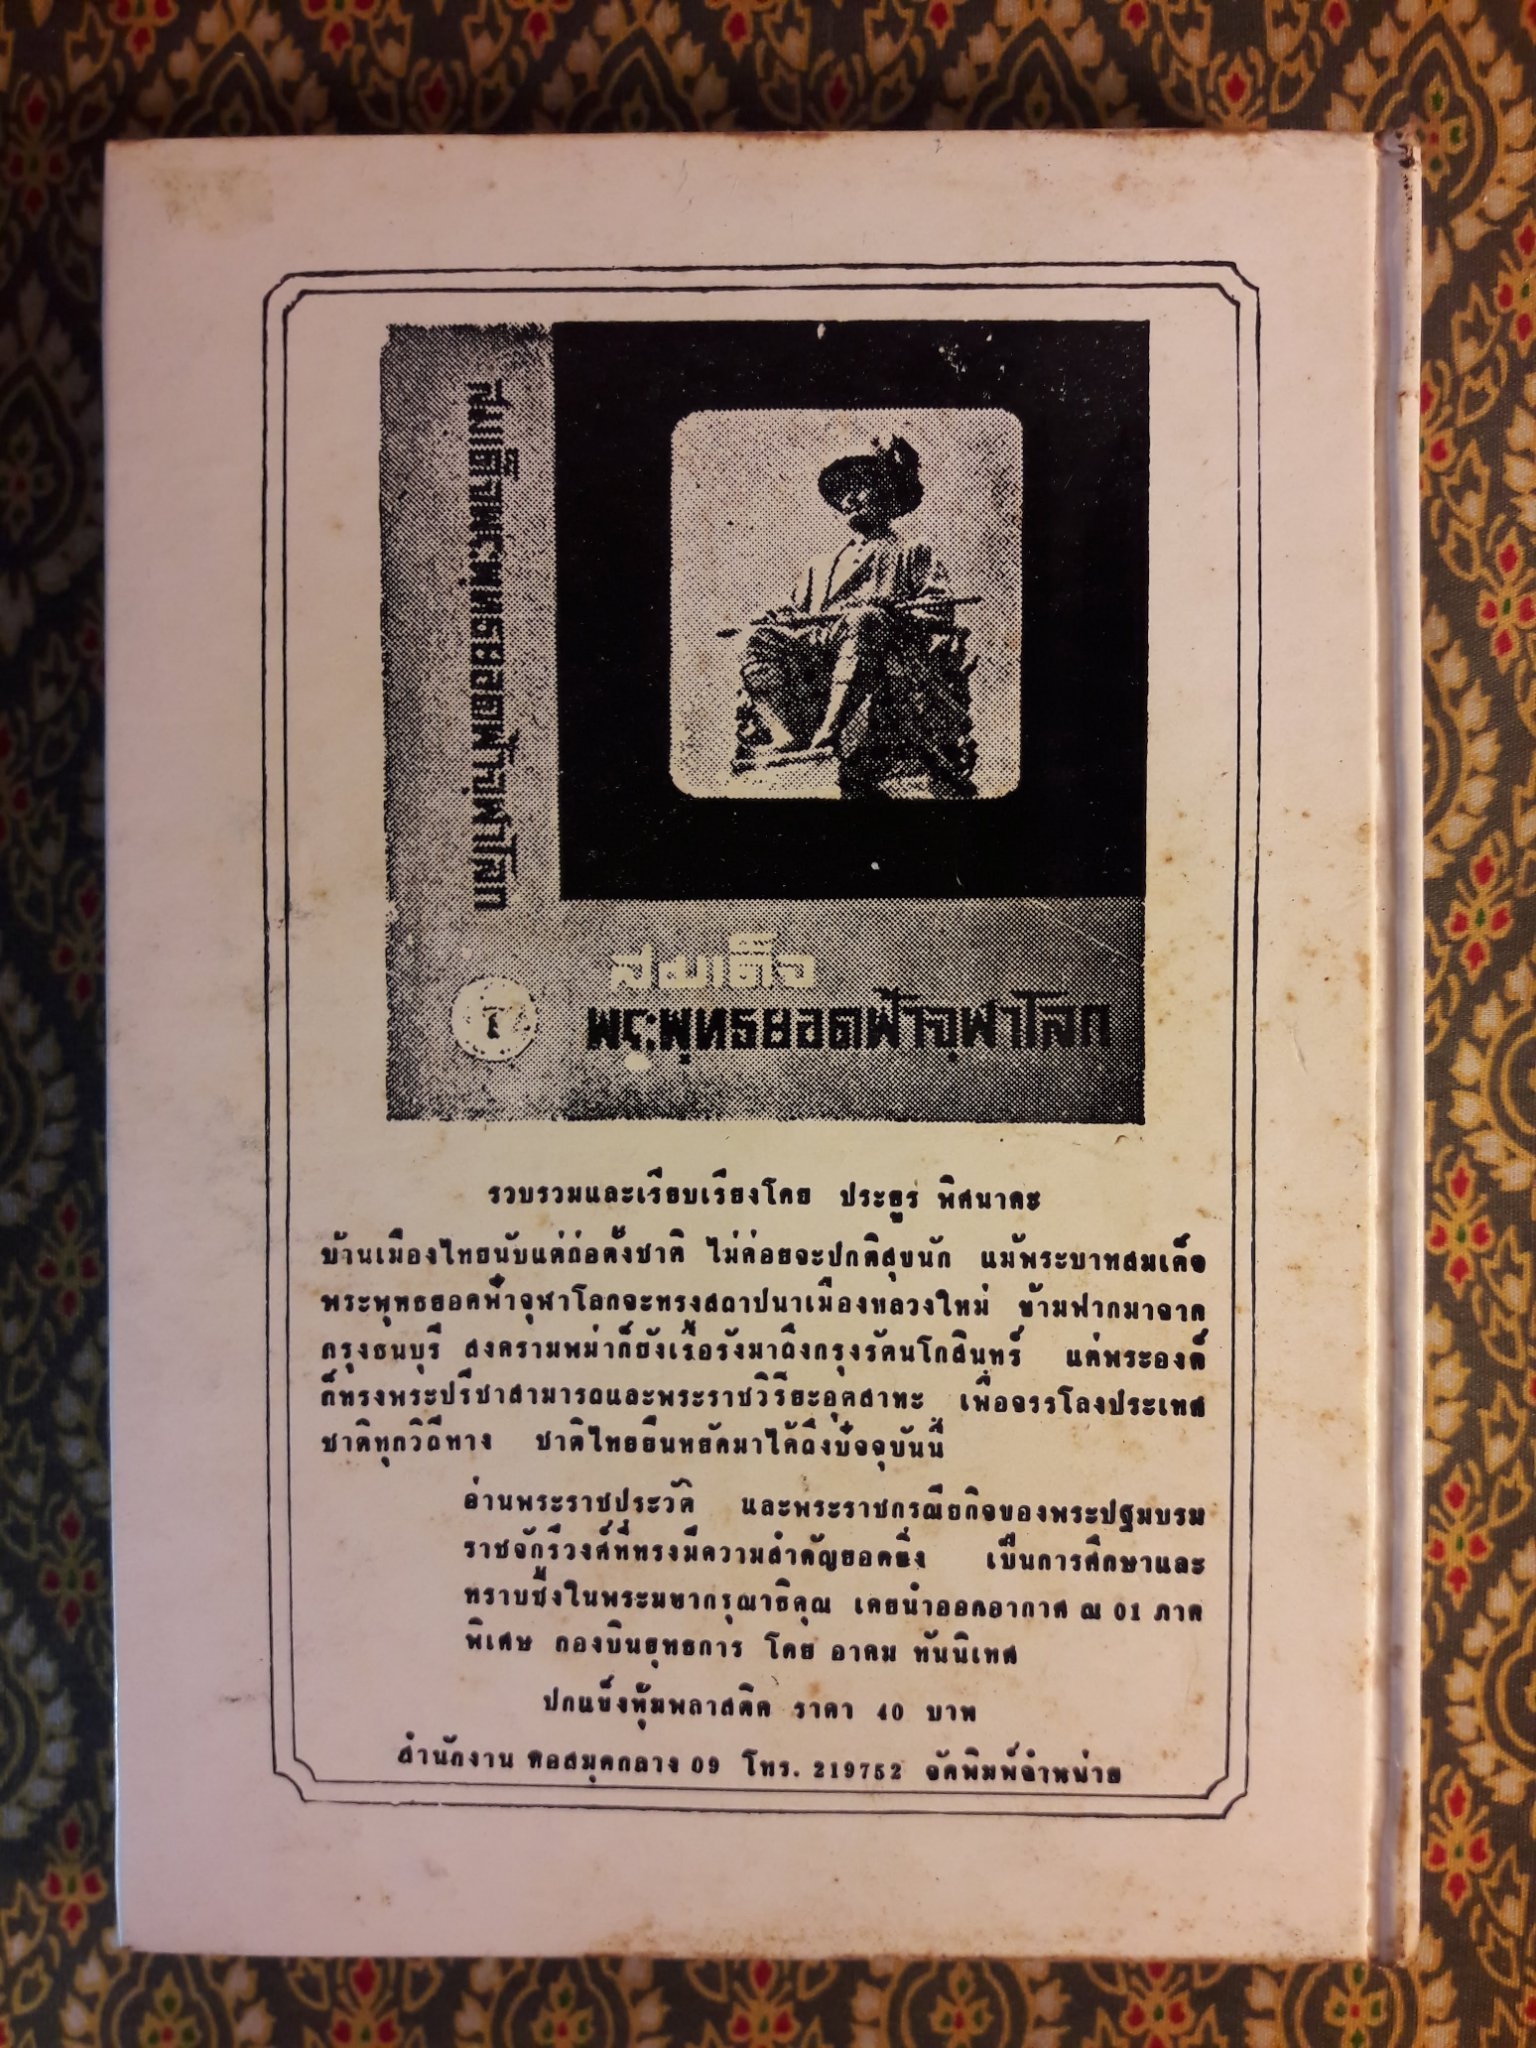 สมเด็จ
พระพุทธยอดฟ้าจุฬาโลก
๑
รวบรวมและเรียบเรียงโดย ประยูร พิศนาคะ
บ้านเมืองไทยนับแต่ก่อตั้งชาติ ไม่ค่อยจะปกติสุขนัก แม้พระบาทสมเด็จ
พระพุทธยอดฟ้าจุฬาโลกจะทรงสถาปนาเมืองหลวงใหม่ ข้ามฟากมาจาก
กรุงธนบุรี สงครามพม่าก็ยังเรื้อรังมาถึงกรุงรัตนโกสินทร์ แต่พระองค์
ก็ทรงพระปรีชาสามารถและพระราชวิริยะอุตสาหะ เพื่อจรรโลงประเทศ
ชาติทุกวิถีทาง ชาติไทยยืนหยัดมาได้ถึงปัจจุบันนี้
อ่านพระราชประวัติ และพระราชกรณียกิจของพระปฐมบรม
ราชจักรีวงศ์ที่ทรงมีความสำคัญยอดยิ่ง เป็นการศึกษาและ
ทราบซึ้งในพระมหากรุณาธิคุณ เคยนำออกอากาศ ณ 01 ภาค
พิเศษ กองบินยุทธการ โดย อาคม ทันนิเทศ
ปกแข็งหุ้มพลาสติค ราคา 40 บาท
สำนักงาน หอสมุดกลาง 09 โทร. 219752 จัดพิมพ์จำหน่าย